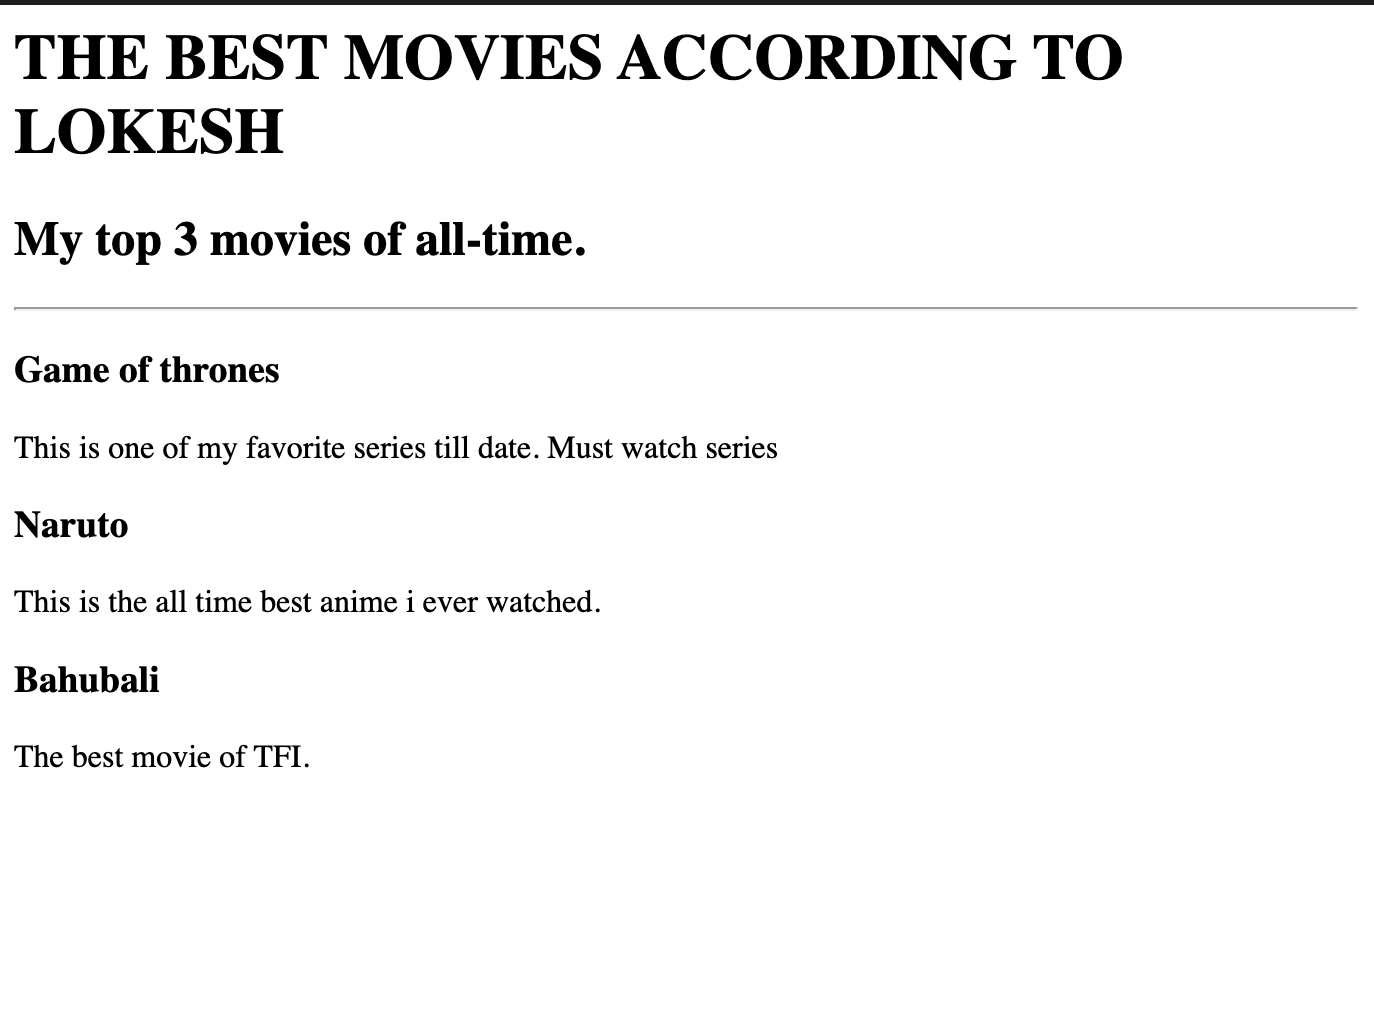 THE BEST MOVIES ACCORDING TO
LOKESH
My top 3 movies of all-time.
Game of thrones
This is one of my favorite series till date. Must watch series
Naruto
This is the all time best anime i ever watched.
Bahubali
The best movie of TFI.